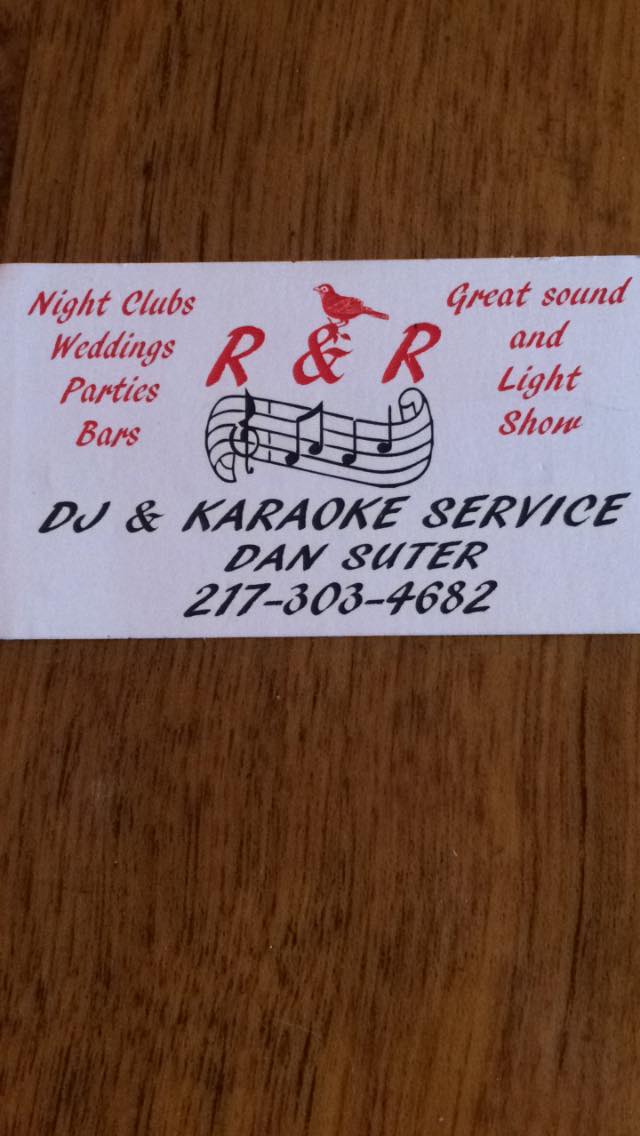 Night Clubs
Weddings
Parties
Bars
R & R
Great sound
and
Light
Show
DJ & KARAOKE SERVICE
DAN SUTER
217-303-4682